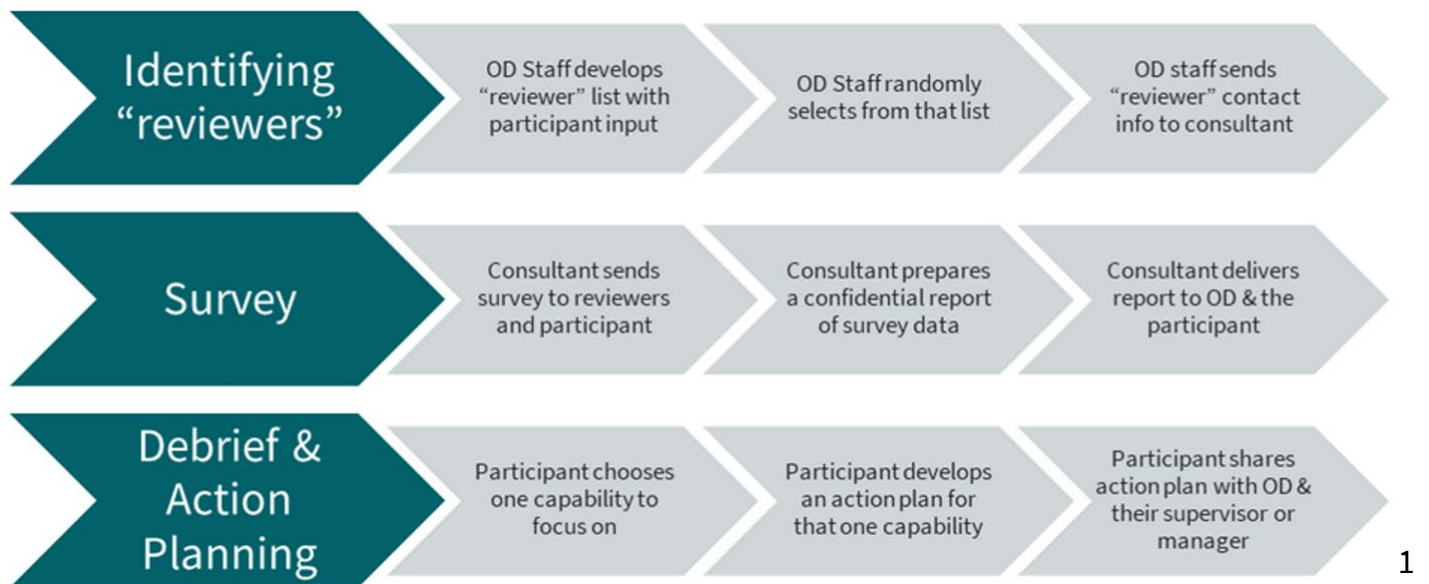 Identifying
“reviewers”
OD Staff develops
“reviewer” list with
participant input
OD Staff randomly
selects from that list
OD staff sends
“reviewer” contact
info to consultant
Survey
Consultant sends
survey to reviewers
and participant
Consultant prepares
a confidential report
of survey data
Consultant delivers
report to OD & the
participant
Debrief &
Action
Planning
Participant chooses
one capability to
focus on
Participant develops
an action plan for
that one capability
Participant shares
action plan with OD &
their supervisor or
manager
1